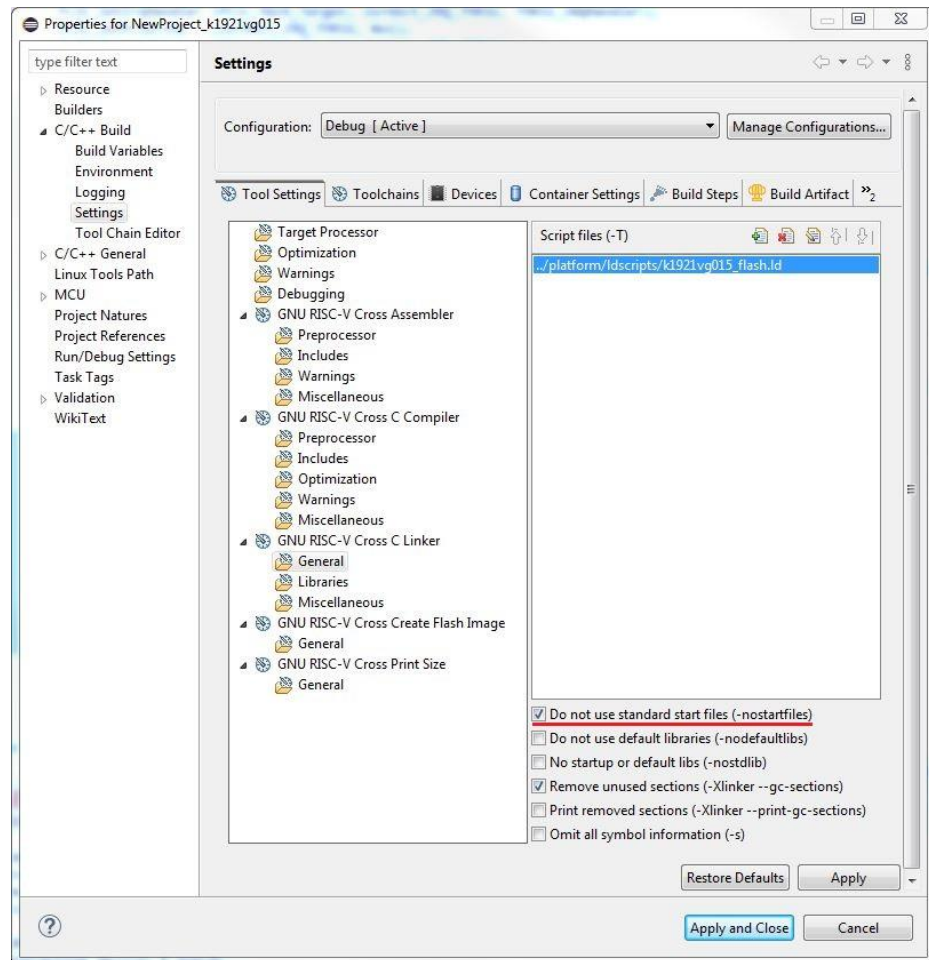 Properties for NewProject_k1921vg015
type filter text
Resource
Builders
C/C++ Build
Build Variables
Environment
Logging
Settings
Tool Chain Editor
C/C++ General
Linux Tools Path
MCU
Project Natures
Project References
Run/Debug Settings
Task Tags
Validation
WikiText
Settings
Configuration: Debug [ Active ] Manage Configurations...
Tool Settings Toolchains Devices Container Settings Build Steps Build Artifact »2
Target Processor
Optimization
Warnings
Debugging
GNU RISC-V Cross Assembler
Preprocessor
Includes
Warnings
Miscellaneous
GNU RISC-V Cross C Compiler
Preprocessor
Includes
Optimization
Warnings
Miscellaneous
GNU RISC-V Cross C Linker
General
Libraries
Miscellaneous
GNU RISC-V Cross Create Flash Image
General
GNU RISC-V Cross Print Size
General
Script files (-T)
../platform/ldscripts/k1921vg015_flash.ld
Do not use standard start files (-nostartfiles)
Do not use default libraries (-nodefaultlibs)
No startup or default libs (-nostdlib)
Remove unused sections (-Xlinker --gc-sections)
Print removed sections (-Xlinker --print-gc-sections)
Omit all symbol information (-s)
Restore Defaults Apply
? Apply and Close Cancel